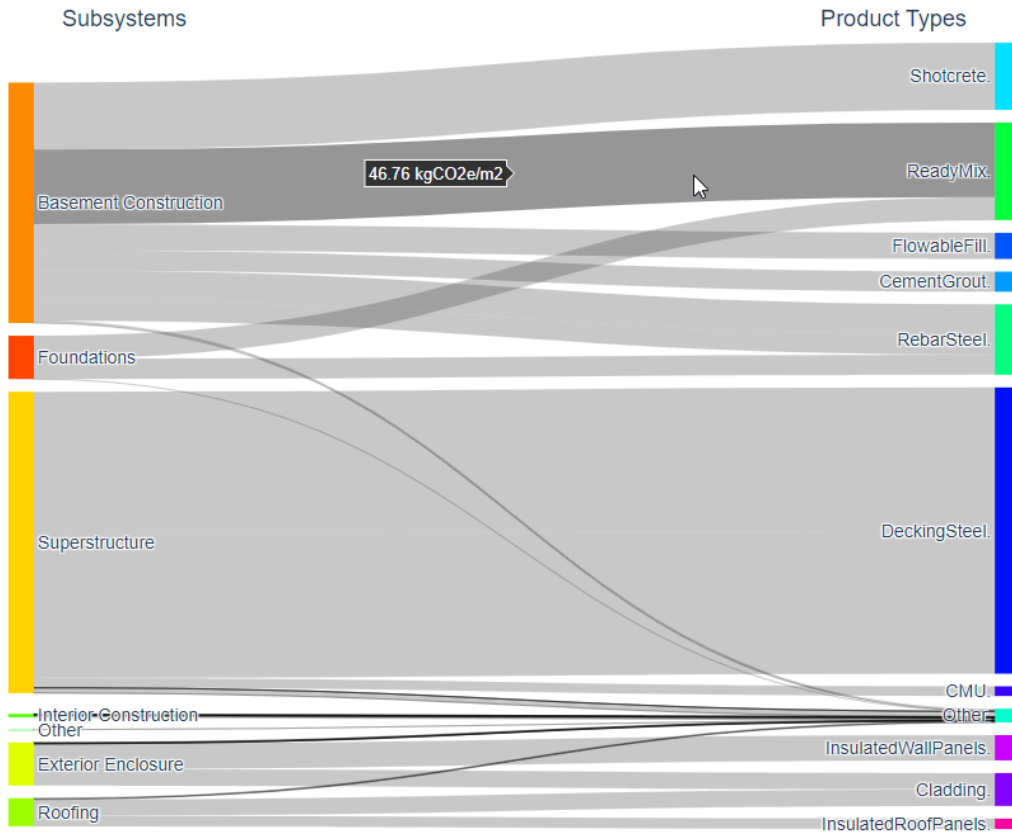 Subsystems
Product Types
Shotcrete.
46.76 kgCO2e/m2
ReadyMix.
Basement Construction
FlowableFill.
CementGrout.
RebarSteel.
Foundations
DeckingSteel.
Superstructure
CMU.
Interior Construction
Other
Other
InsulatedWallPanels.
Exterior Enclosure
Cladding.
Roofing
InsulatedRoofPanels.